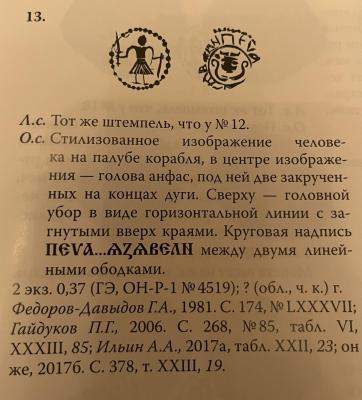 13.
Л.с. Тот же штемпель, что у № 12.
О.с. Стилизованное изображение челове-
ка на палубе корабля, в центре изображе-
ния — голова анфас, под ней две закручен-
ных на концах дуги. Сверху — головной
убор в виде горизонтальной линии с за-
гнутыми вверх краями. Круговая надпись
между двумя линей-
ными ободками.
2 экз. 0,37 (ГЭ, ОН-Р-1 № 4519); ? (обл., ч. к.) г.
Федоров-Давыдов Г.А., 1981. С. 174, № LXXXVII;
Гайдуков П.Г., 2006. С. 268, № 85, табл. VI,
XXXIII, 85; Ильин А.А., 2017а, табл. XXII, 23; он
же, 2017б. С. 378, т. XXIII, 19.